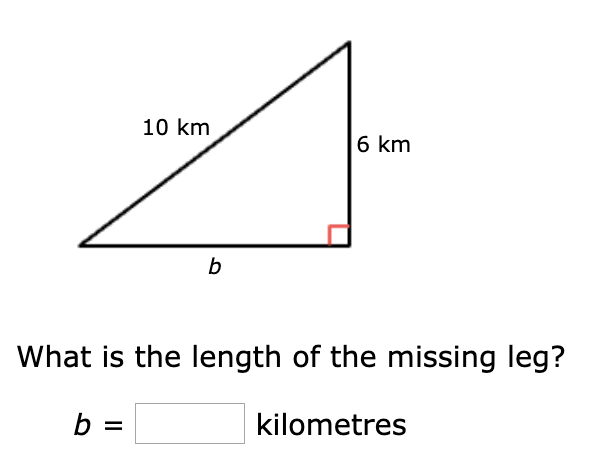 10 km
6 km
b
What is the length of the missing leg?
b = kilometres